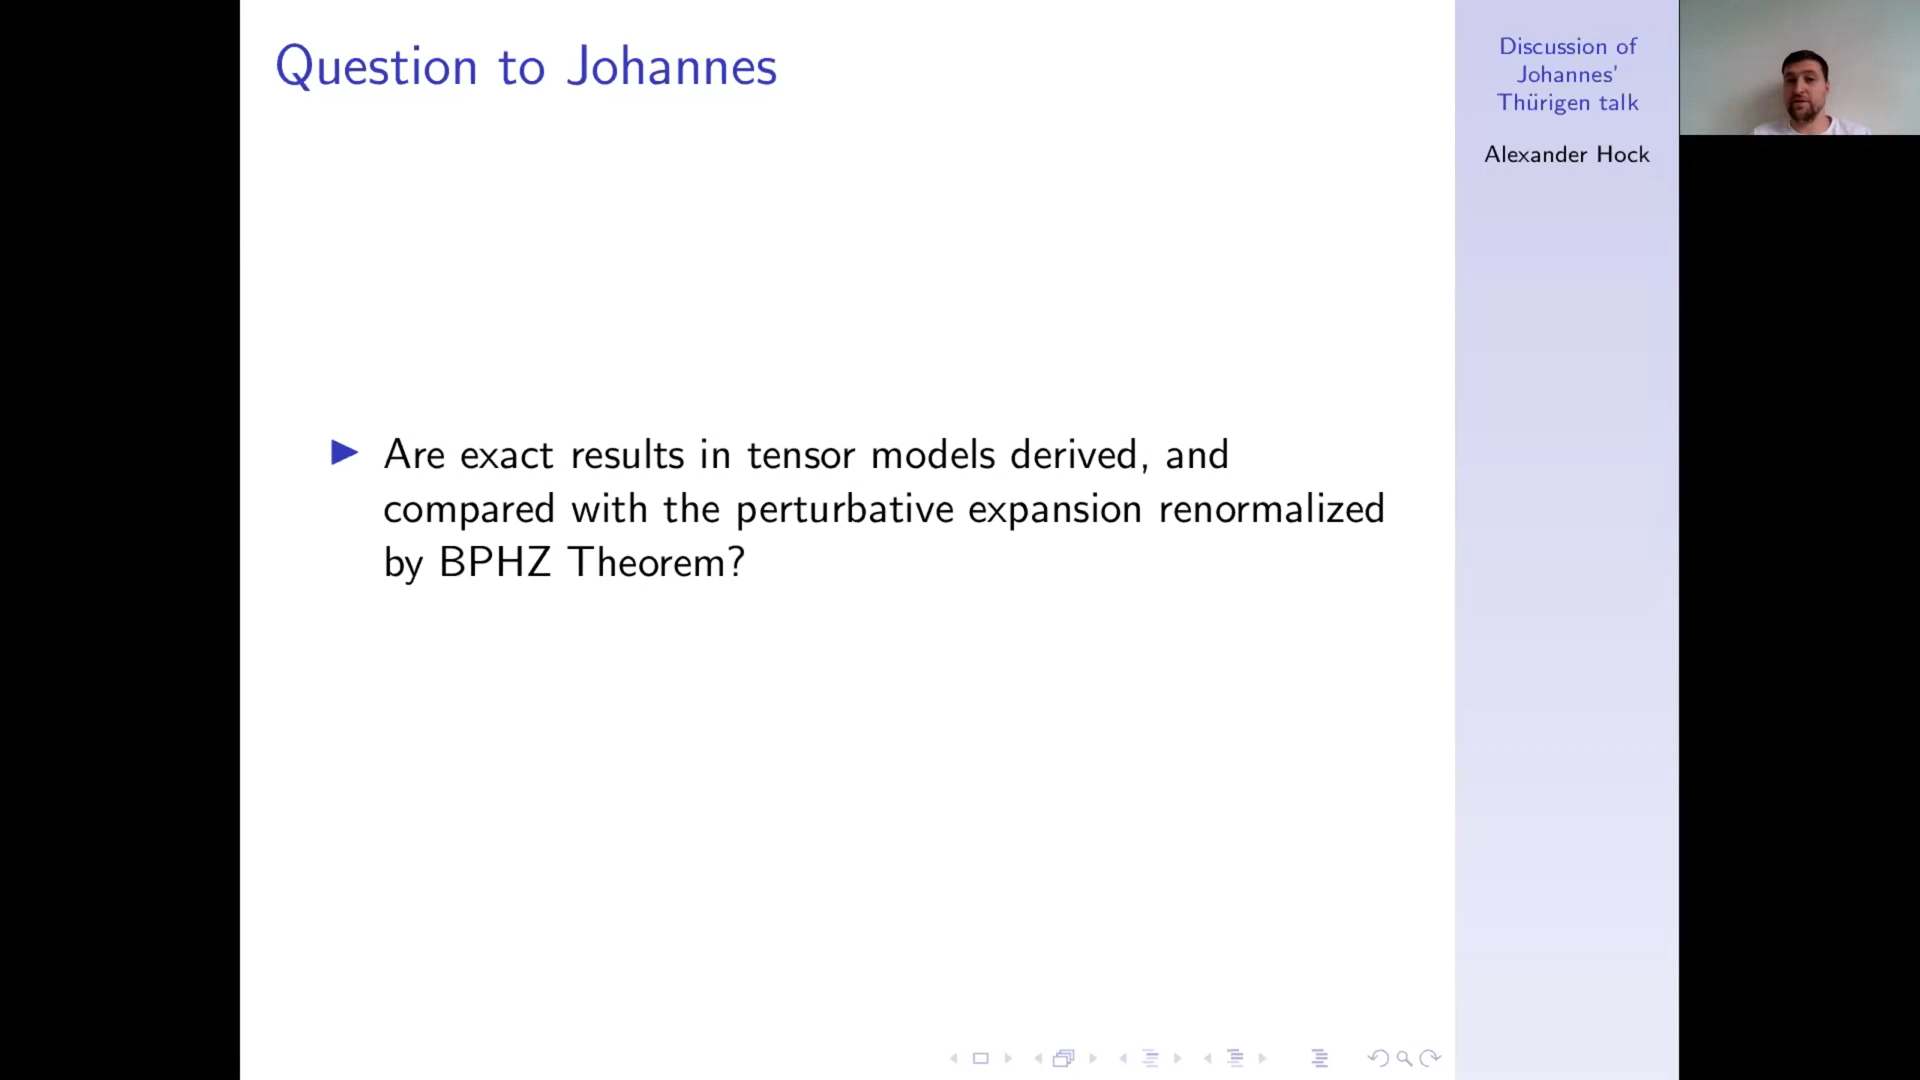 Question to Johannes
Are exact results in tensor models derived, and
compared with the perturbative expansion renormalized
by BPHZ Theorem?
Discussion of
Johannes'
Thürigen talk
Alexander Hock